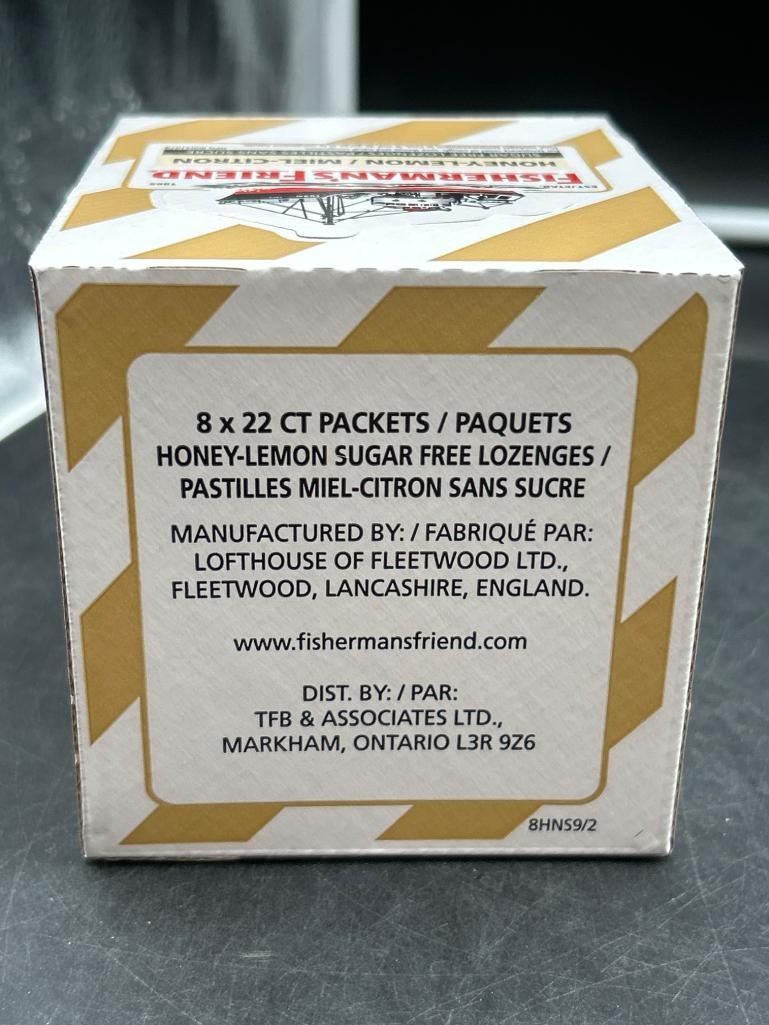 ESTABD 1865
FISHERMAN'S FRIEND
HONEY-LEMON / MIEL-CITRON
8 x 22 CT PACKETS / PAQUETS
HONEY-LEMON SUGAR FREE LOZENGES /
PASTILLES MIEL-CITRON SANS SUCRE
MANUFACTURED BY: / FABRIQUÉ PAR:
LOFTHOUSE OF FLEETWOOD LTD.,
FLEETWOOD, LANCASHIRE, ENGLAND.
www.fishermansfriend.com
DIST. BY: / PAR:
TFB & ASSOCIATES LTD.,
MARKHAM, ONTARIO L3R 9Z6
8HNS9/2